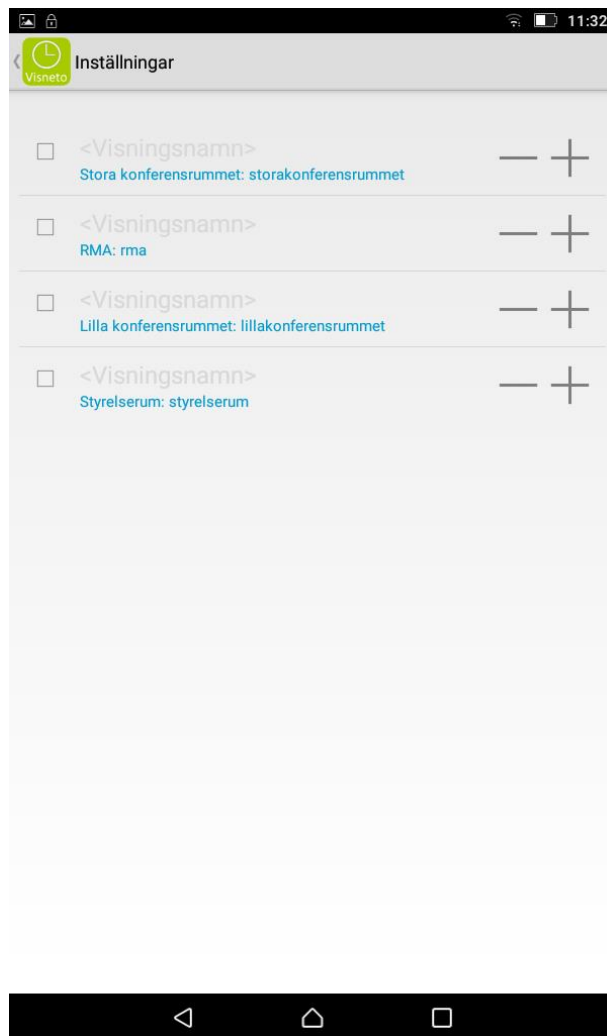 11:32
Visneto
Inställningar
<Visningsnamn>
Stora konferensrummet: storakonferensrummet
<Visningsnamn>
RMA: rma
<Visningsnamn>
Lilla konferensrummet: lillakonferensrummet
<Visningsnamn>
Styrelserum: styrelserum